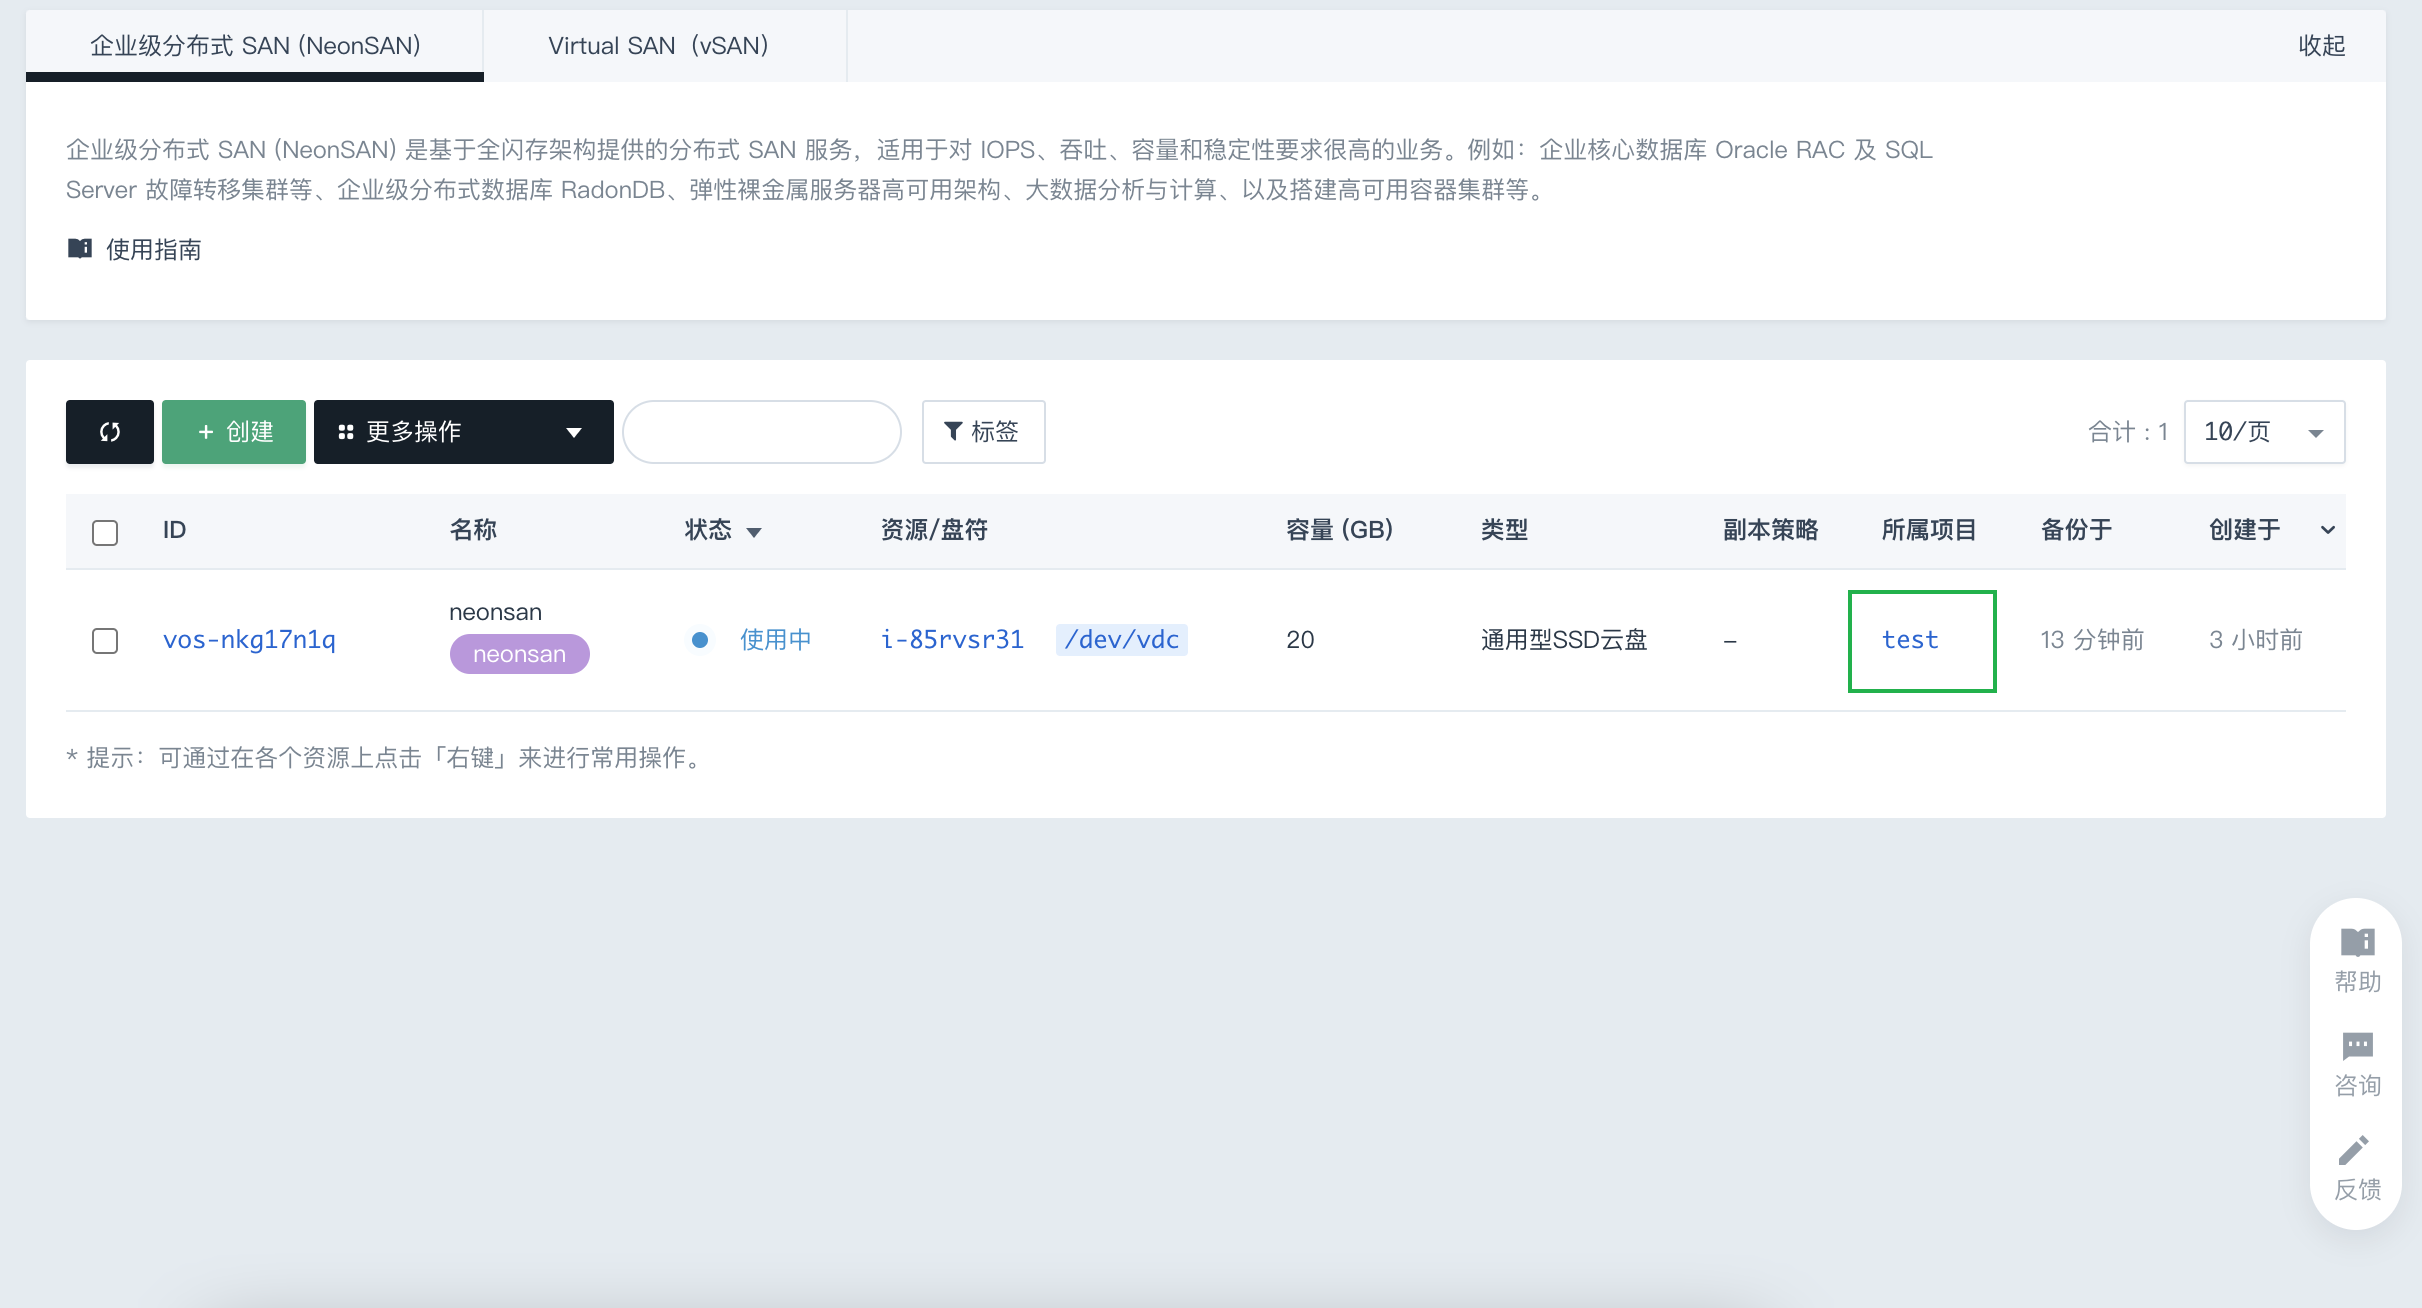 企业级分布式 SAN (NeonSAN)
Virtual SAN（vSAN）
收起
企业级分布式 SAN (NeonSAN) 是基于全闪存架构提供的分布式 SAN 服务，适用于对 IOPS、吞吐、容量和稳定性要求很高的业务。例如：企业核心数据库 Oracle RAC 及 SQL
Server 故障转移集群等、企业级分布式数据库 RadonDB、弹性裸金属服务器高可用架构、大数据分析与计算、以及搭建高可用容器集群等。
使用指南
+ 创建
更多操作
标签
合计 : 1
10/页
ID 名称 状态 资源/盘符 容量 (GB) 类型 副本策略 所属项目 备份于 创建于
vos-nkg17n1q neonsan 使用中 i-85rvsr31 /dev/vdc 20 通用型SSD云盘 – test 13 分钟前 3 小时前
neonsan
* 提示：可通过在各个资源上点击「右键」来进行常用操作。
帮助
咨询
反馈